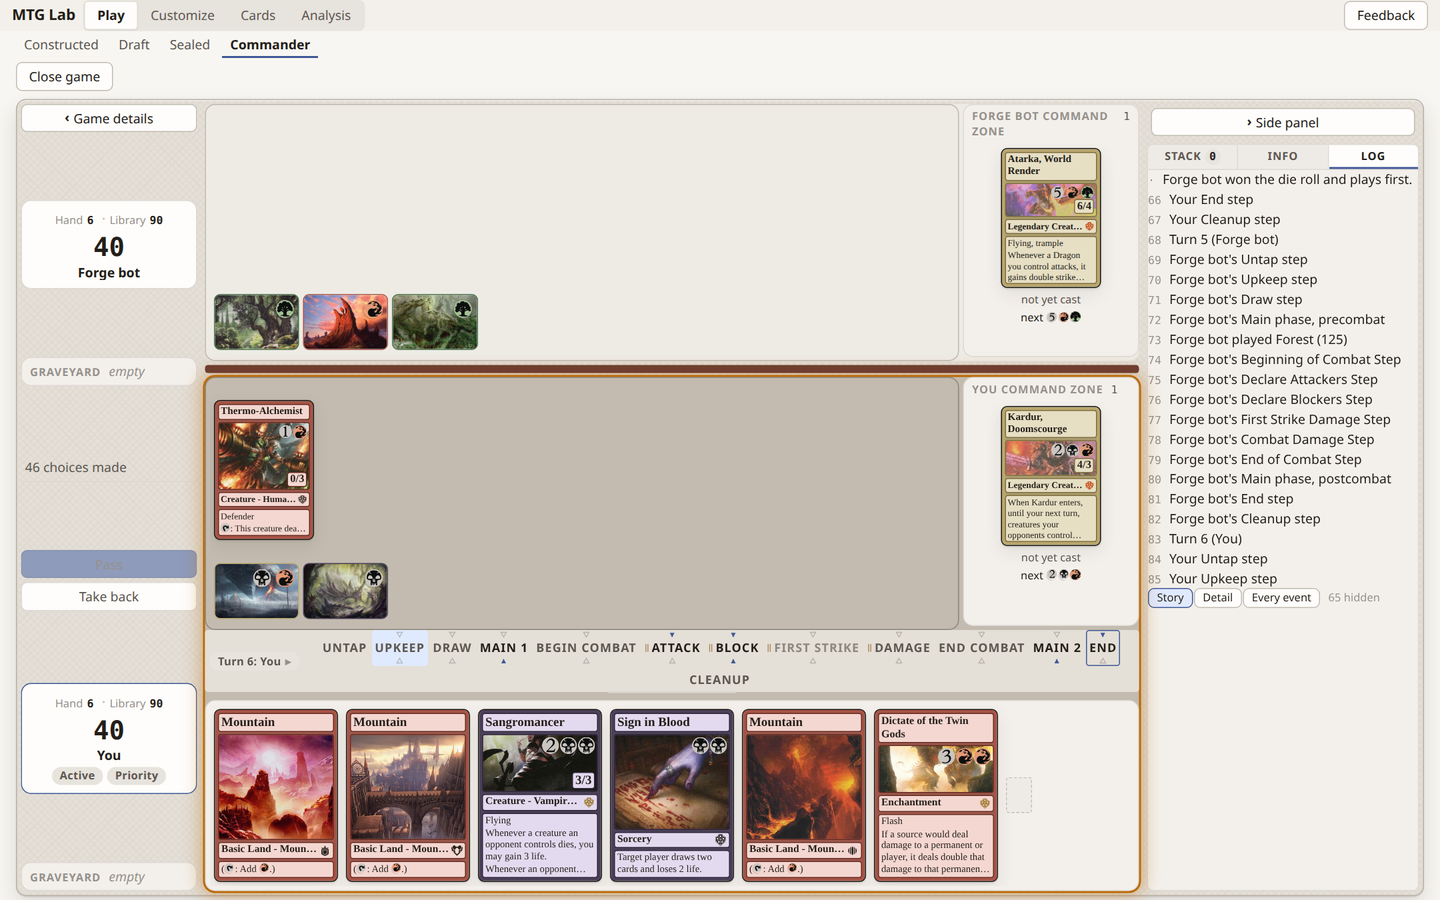 MTG Lab
Play
Customize
Cards
Analysis
Feedback
Constructed
Draft
Sealed
Commander
Close game
‹ Game details
Hand 6 · Library 90
40
Forge bot
GRAVEYARD empty
46 choices made
Pass
Take back
Hand 6 · Library 90
40
You
Active
Priority
GRAVEYARD empty
FORGE BOT COMMAND ZONE 1
Atarka, World Render
5
6/4
Legendary Creat...
Flying, trample
Whenever a Dragon
you control attacks, it
gains double strike...
not yet cast
next 5
Thermo-Alchemist
1
0/3
Creature - Huma...
Defender
: This creature dea...
YOU COMMAND ZONE 1
Kardur, Doomscourge
2
4/3
Legendary Creat...
When Kardur enters,
until your next turn,
creatures your
opponents control...
not yet cast
next 2
Turn 6: You ▸
UNTAP UPKEEP DRAW MAIN 1 BEGIN COMBAT ATTACK BLOCK FIRST STRIKE DAMAGE END COMBAT MAIN 2 END
CLEANUP
Mountain
Basic Land - Moun...
(: Add .)
Mountain
Basic Land - Moun...
(: Add .)
Sangromancer
2
3/3
Creature - Vampir...
Flying
Whenever a creature an
opponent controls dies, you
may gain 3 life.
Whenever an opponent...
Sign in Blood
Sorcery
Target player draws two
cards and loses 2 life.
Mountain
Basic Land - Moun...
(: Add .)
Dictate of the Twin Gods
3
Enchantment
Flash
If a source would deal
damage to a permanent or
player, it deals double that
damage to that permanen...
› Side panel
STACK 0
INFO
LOG
· Forge bot won the die roll and plays first.
66 Your End step
67 Your Cleanup step
68 Turn 5 (Forge bot)
69 Forge bot's Untap step
70 Forge bot's Upkeep step
71 Forge bot's Draw step
72 Forge bot's Main phase, precombat
73 Forge bot played Forest (125)
74 Forge bot's Beginning of Combat Step
75 Forge bot's Declare Attackers Step
76 Forge bot's Declare Blockers Step
77 Forge bot's First Strike Damage Step
78 Forge bot's Combat Damage Step
79 Forge bot's End of Combat Step
80 Forge bot's Main phase, postcombat
81 Forge bot's End step
82 Forge bot's Cleanup step
83 Turn 6 (You)
84 Your Untap step
85 Your Upkeep step
Story
Detail
Every event
65 hidden